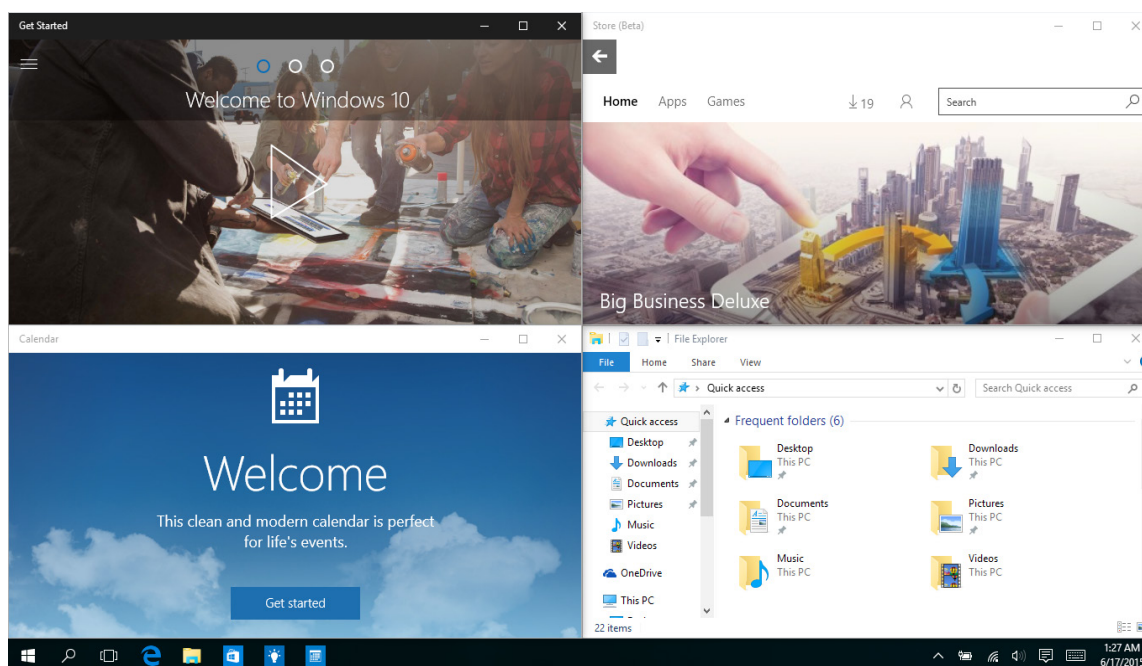 Get Started
Welcome to Windows 10
Store (Beta)
Home Apps Games 19 Search
Big Business Deluxe
Calendar
Welcome
This clean and modern calendar is perfect
for life's events.
Get started
File Explorer
File Home Share View
Quick access Search Quick access
Quick access
Desktop
Downloads
Documents
Pictures
Music
Videos
OneDrive
This PC
22 items
Frequent folders (6)
Desktop
This PC
Downloads
This PC
Documents
This PC
Pictures
This PC
Music
This PC
Videos
This PC
1:27 AM